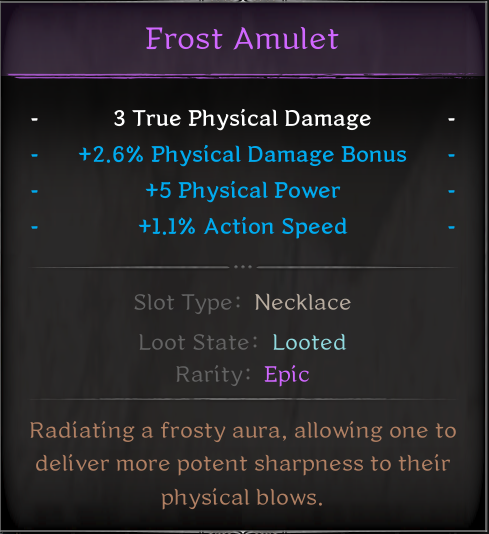 Frost Amulet
- 3 True Physical Damage -
- +2.6% Physical Damage Bonus -
- +5 Physical Power -
- +1.1% Action Speed -
Slot Type: Necklace
Loot State: Looted
Rarity: Epic
Radiating a frosty aura, allowing one to
deliver more potent sharpness to their
physical blows.